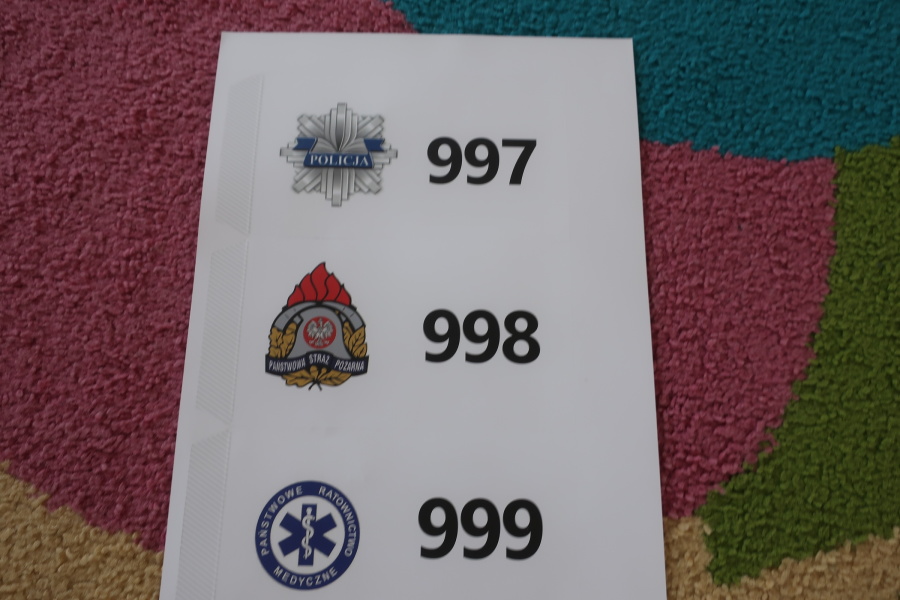 POLICJA
997
998
PAŃSTWOWA STRAŻ POŻARNA
PAŃSTWOWE RATOWNICTWO MEDYCZNE
999